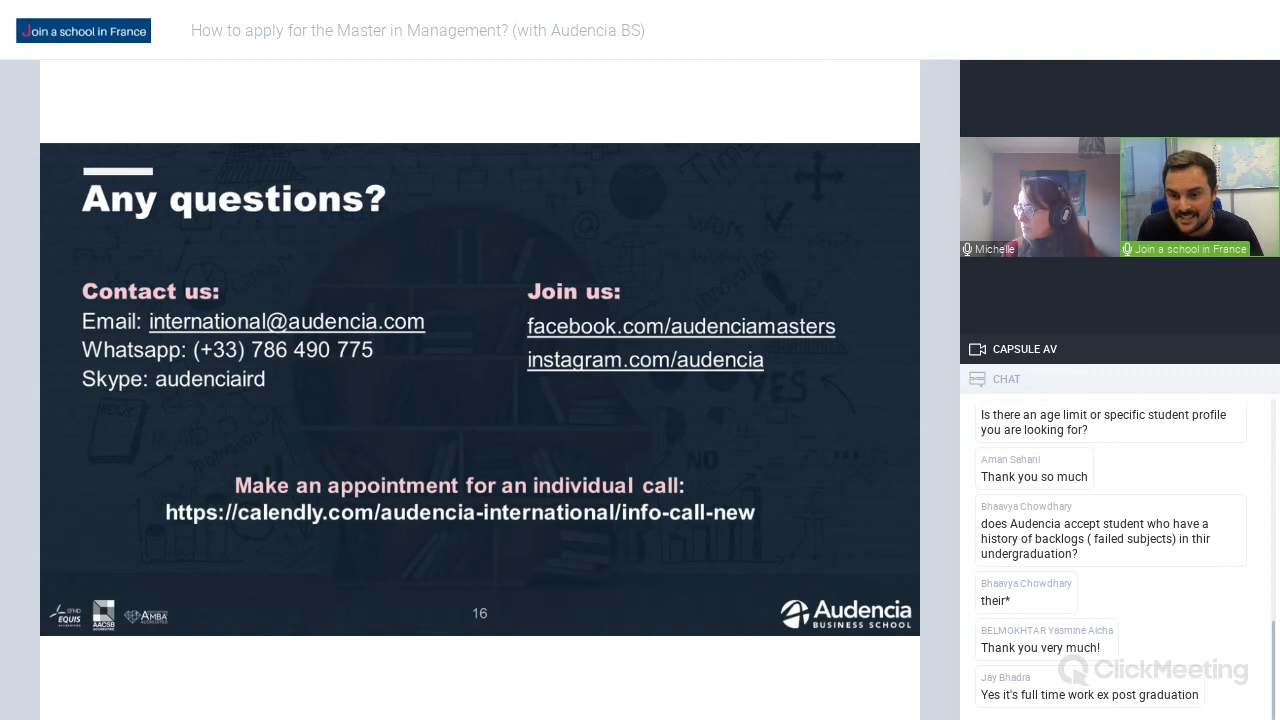 Join a school in France
How to apply for the Master in Management? (with Audencia BS)
Any questions?
Contact us:
Email: international@audencia.com
Whatsapp: (+33) 786 490 775
Skype: audenciaird
Join us:
facebook.com/audenciamasters
instagram.com/audencia
Make an appointment for an individual call:
https://calendly.com/audencia-international/info-call-new
EFMD
EQUIS
ACCREDITED
AACSB
ACCREDITED
AMBA
ACCREDITED
16
Audencia
BUSINESS SCHOOL
Michelle
Join a school in France
CAPSULE AV
CHAT
Is there an age limit or specific student profile
you are looking for?
Aman Sahani
Thank you so much
Bhaavya Chowdhary
does Audencia accept student who have a
history of backlogs ( failed subjects) in thir
undergraduation?
Bhaavya Chowdhary
their*
BELMOKHTAR Yasmine Aicha
Thank you very much!
ClickMeeting
Jay Bhadra
Yes it's full time work ex post graduation